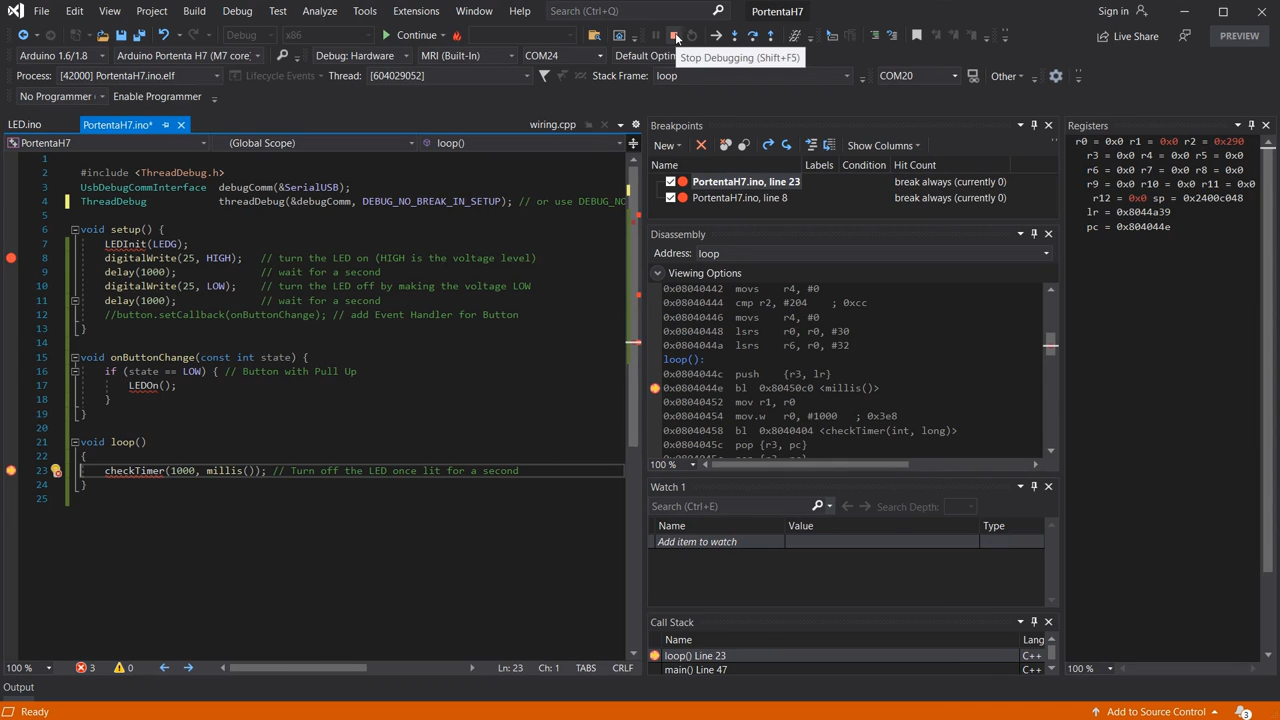 File Edit View Project Build Debug Test Analyze Tools Extensions Window Help Search (Ctrl+Q) PortentaH7 Sign in
Debug Continue Live Share PREVIEW
Arduino 1.6/1.8 Arduino Portenta H7 (M7 core) Debug: Hardware MRI (Built-In) COM24 Default Optin
Stop Debugging (Shift+F5)
Process: [42000] PortentaH7.ino.elf Lifecycle Events Thread: [604029052] Stack Frame: loop COM20 Other
No Programmer Enable Programmer
LED.ino PortentaH7.ino* wiring.cpp
PortentaH7 (Global Scope) loop()
1
2 #include <ThreadDebug.h>
3 UsbDebugCommInterface debugComm(&SerialUSB);
4 ThreadDebug threadDebug(&debugComm, DEBUG_NO_BREAK_IN_SETUP); // or use DEBUG_NO
5
6 void setup() {
7 LEDInit(LEDG);
8 digitalWrite(25, HIGH); // turn the LED on (HIGH is the voltage level)
9 delay(1000); // wait for a second
10 digitalWrite(25, LOW); // turn the LED off by making the voltage LOW
11 delay(1000); // wait for a second
12 //button.setCallback(onButtonChange); // add Event Handler for Button
13 }
14
15 void onButtonChange(const int state) {
16 if (state == LOW) { // Button with Pull Up
17 LEDOn();
18 }
19 }
20
21 void loop()
22 {
23 checkTimer(1000, millis()); // Turn off the LED once lit for a second
24 }
25
100 % 3 0 Ln: 23 Ch: 1 TABS CRLF
Breakpoints
New Show Columns
Name Labels Condition Hit Count
PortentaH7.ino, line 23 break always (currently 0)
PortentaH7.ino, line 8 break always (currently 0)
Disassembly
Address: loop
Viewing Options
0x08040442 movs r4, #0
0x08040444 cmp r2, #204 ; 0xcc
0x08040446 movs r4, #0
0x08040448 lsrs r0, r0, #30
0x0804044a lsrs r6, r0, #32
loop():
0x0804044c push {r3, lr}
0x0804044e bl 0x80450c0 <millis()>
0x08040452 mov r1, r0
0x08040454 mov.w r0, #1000 ; 0x3e8
0x08040458 bl 0x8040404 <checkTimer(int, long)>
0x0804045c pop {r3, pc}
100 %
Watch 1
Search (Ctrl+E) Search Depth:
Name Value Type
Add item to watch
Call Stack
Name Lang
loop() Line 23 C++
main() Line 47 C++
Registers
r0 = 0x0 r1 = 0x0 r2 = 0x290
r3 = 0x0 r4 = 0x0 r5 = 0x0
r6 = 0x0 r7 = 0x0 r8 = 0x0
r9 = 0x0 r10 = 0x0 r11 = 0x0
r12 = 0x0 sp = 0x2400c048
lr = 0x8044a39
pc = 0x804044e
100 %
Output
Ready Add to Source Control 3